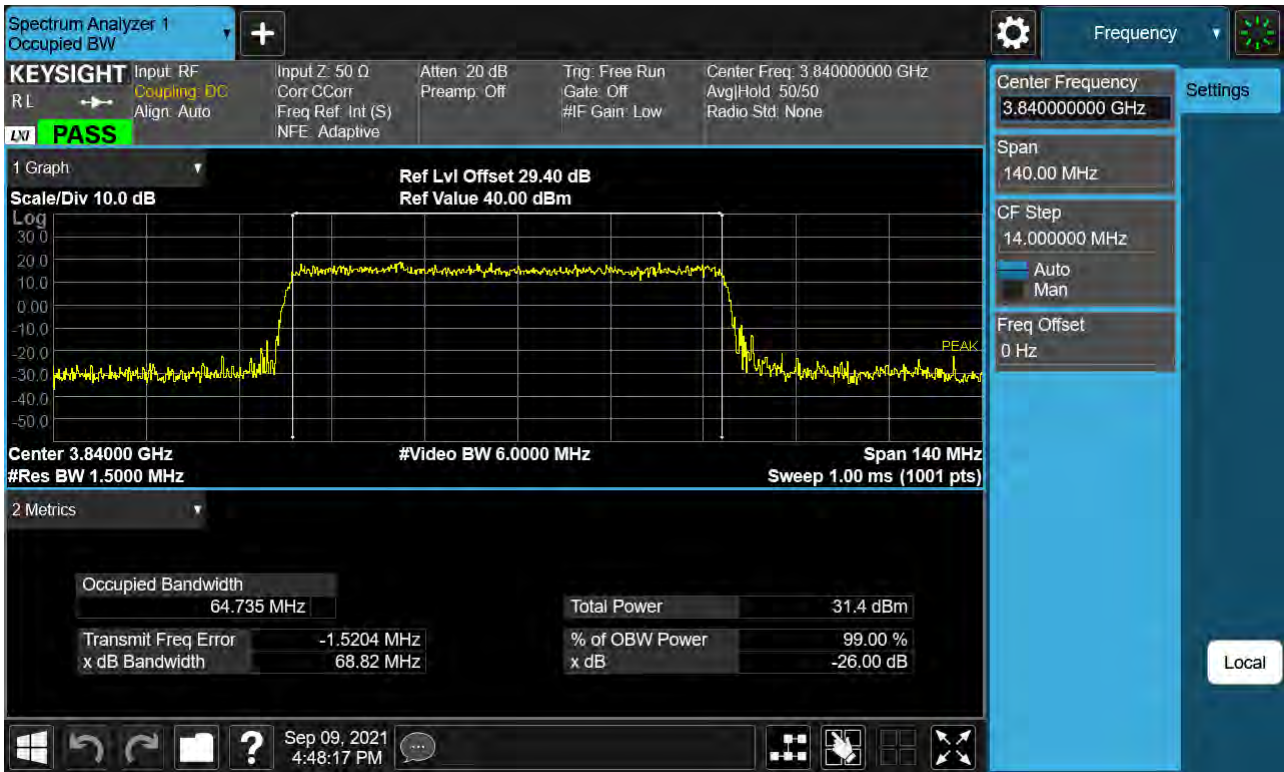 Spectrum Analyzer 1
Occupied BW
+
Frequency
KEYSIGHT
R L
LXI
PASS
Input: RF
Coupling: DC
Align: Auto
Input Z: 50 Ω
Corr CCorr
Freq Ref: Int (S)
NFE: Adaptive
Atten: 20 dB
Preamp: Off
Trig: Free Run
Gate: Off
#IF Gain: Low
Center Freq: 3.840000000 GHz
Avg|Hold: 50/50
Radio Std: None
Center Frequency
3.840000000 GHz
Settings
Span
140.00 MHz
CF Step
14.000000 MHz
Auto
Man
Freq Offset
0 Hz
1 Graph
Scale/Div 10.0 dB
Ref Lvl Offset 29.40 dB
Ref Value 40.00 dBm
Log
30.0
20.0
10.0
0.00
-10.0
-20.0
-30.0
-40.0
-50.0
PEAK
Center 3.84000 GHz
#Res BW 1.5000 MHz
#Video BW 6.0000 MHz
Span 140 MHz
Sweep 1.00 ms (1001 pts)
2 Metrics
Occupied Bandwidth
64.735 MHz
Transmit Freq Error -1.5204 MHz
x dB Bandwidth 68.82 MHz
Total Power 31.4 dBm
% of OBW Power 99.00 %
x dB -26.00 dB
Local
?
Sep 09, 2021
4:48:17 PM